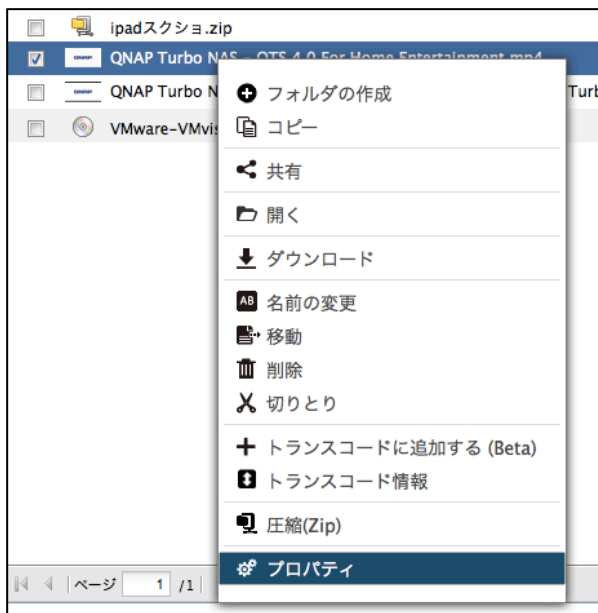 ipadスクショ.zip
QNAP Turbo NAS - QTS 4.0 For Home Entertainment.mp4
QNAP Turbo N
Turb
VMware-VMvis
フォルダの作成
コピー
共有
開く
ダウンロード
AB 名前の変更
移動
削除
切りとり
トランスコードに追加する (Beta)
トランスコード情報
圧縮(Zip)
プロパティ
ページ 1 /1